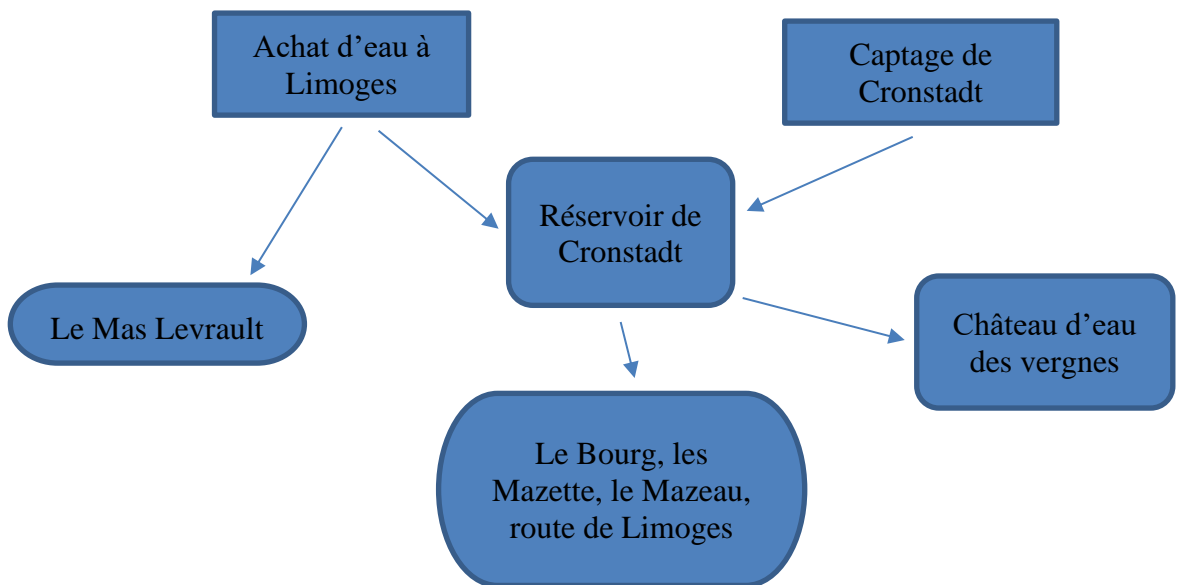 Achat d’eau à
Limoges
Captage de
Cronstadt
Réservoir de
Cronstadt
Le Mas Levrault
Château d’eau
des vergnes
Le Bourg, les
Mazette, le Mazeau,
route de Limoges